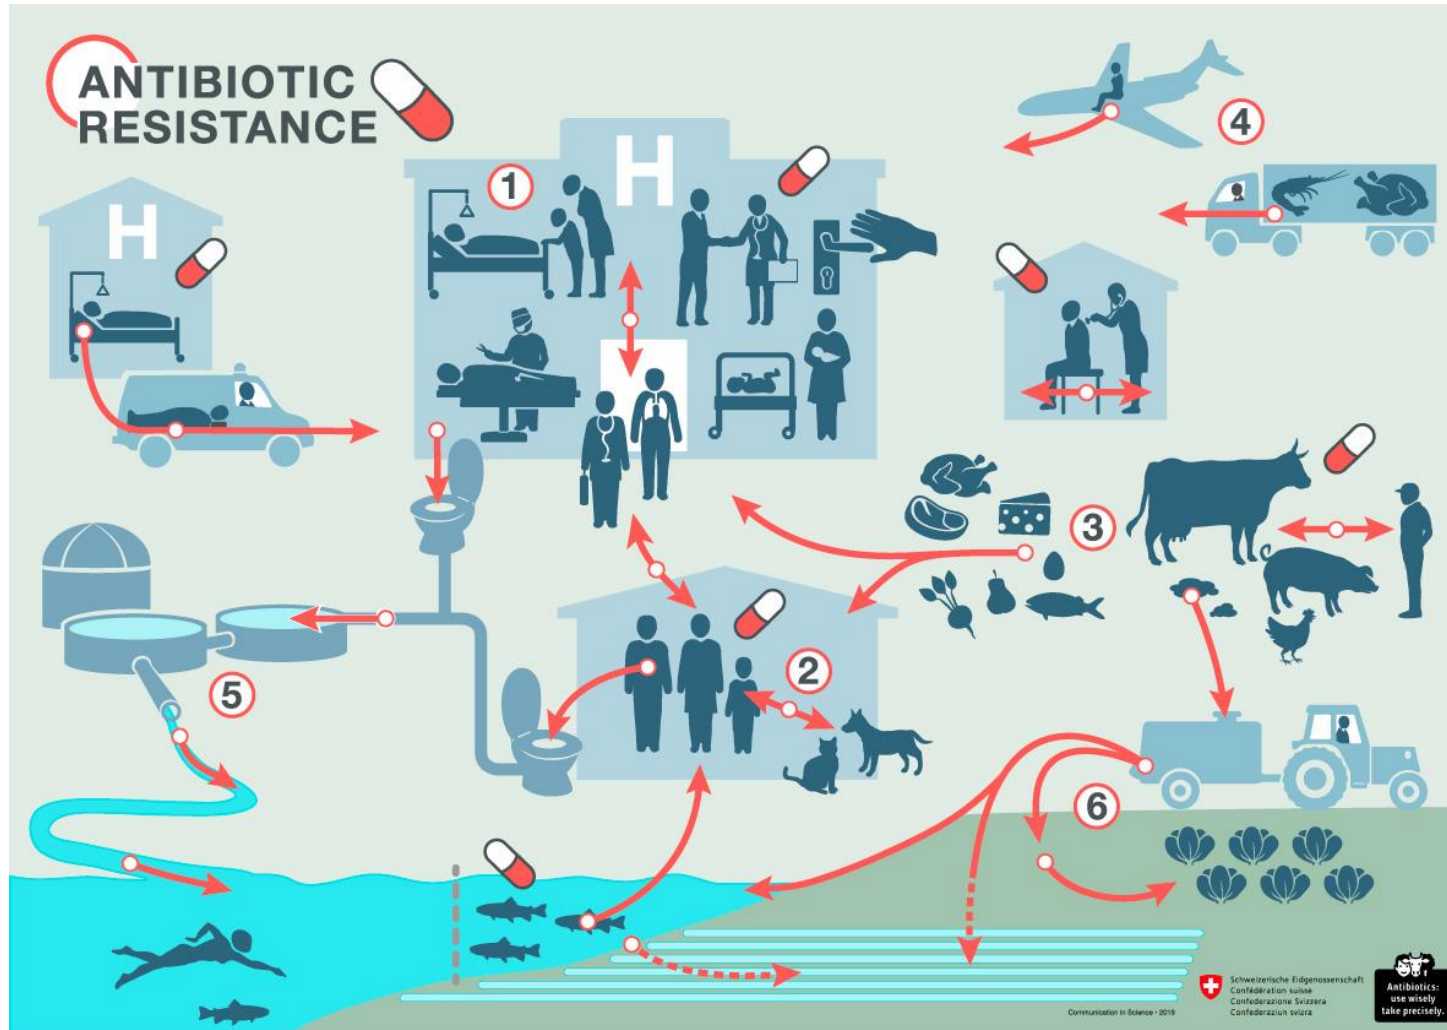 ANTIBIOTIC
RESISTANCE
H
1
H
4
3
2
5
6
Schweizerische Eidgenossenschaft
Confédération suisse
Confederazione Svizzera
Confederaziun svizra
Communication in Science • 2019
Antibiotics:
use wisely
take precisely.